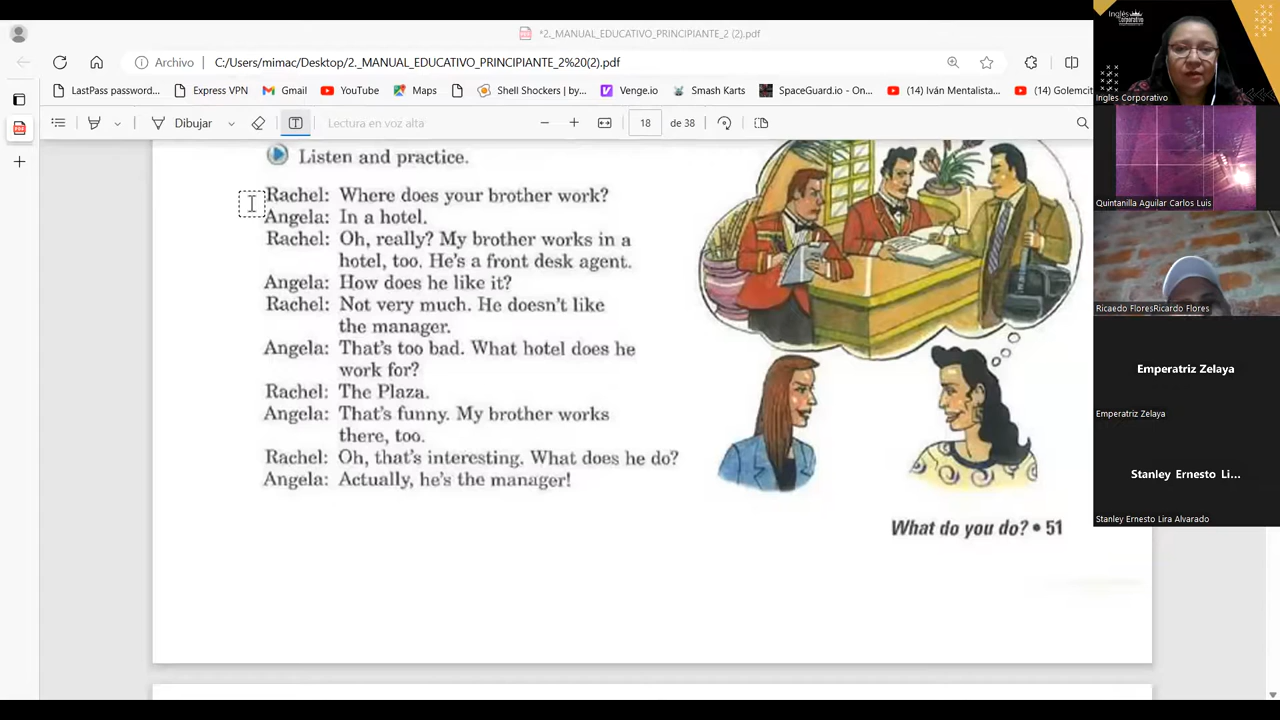 *2._MANUAL_EDUCATIVO_PRINCIPIANTE_2 (2).pdf
Archivo C:/Users/mimac/Desktop/2._MANUAL_EDUCATIVO_PRINCIPIANTE_2%20(2).pdf
LastPass password... Express VPN Gmail YouTube Maps Shell Shockers | by... Venge.io Smash Karts SpaceGuard.io - On... (14) Iván Mentalista... (14) Golemcit
Dibujar Lectura en voz alta 18 de 38
Listen and practice.
Rachel: Where does your brother work?
Angela: In a hotel.
Rachel: Oh, really? My brother works in a
hotel, too. He's a front desk agent.
Angela: How does he like it?
Rachel: Not very much. He doesn't like
the manager.
Angela: That's too bad. What hotel does he
work for?
Rachel: The Plaza.
Angela: That's funny. My brother works
there, too.
Rachel: Oh, that's interesting. What does he do?
Angela: Actually, he's the manager!
What do you do? • 51
Inglés
Corporativo
Ingles Corporativo
Quintanilla Aguilar Carlos Luis
Ricaedo FloresRicardo Flores
Emperatriz Zelaya
Emperatriz Zelaya
Stanley Ernesto Li...
Stanley Ernesto Lira Alvarado